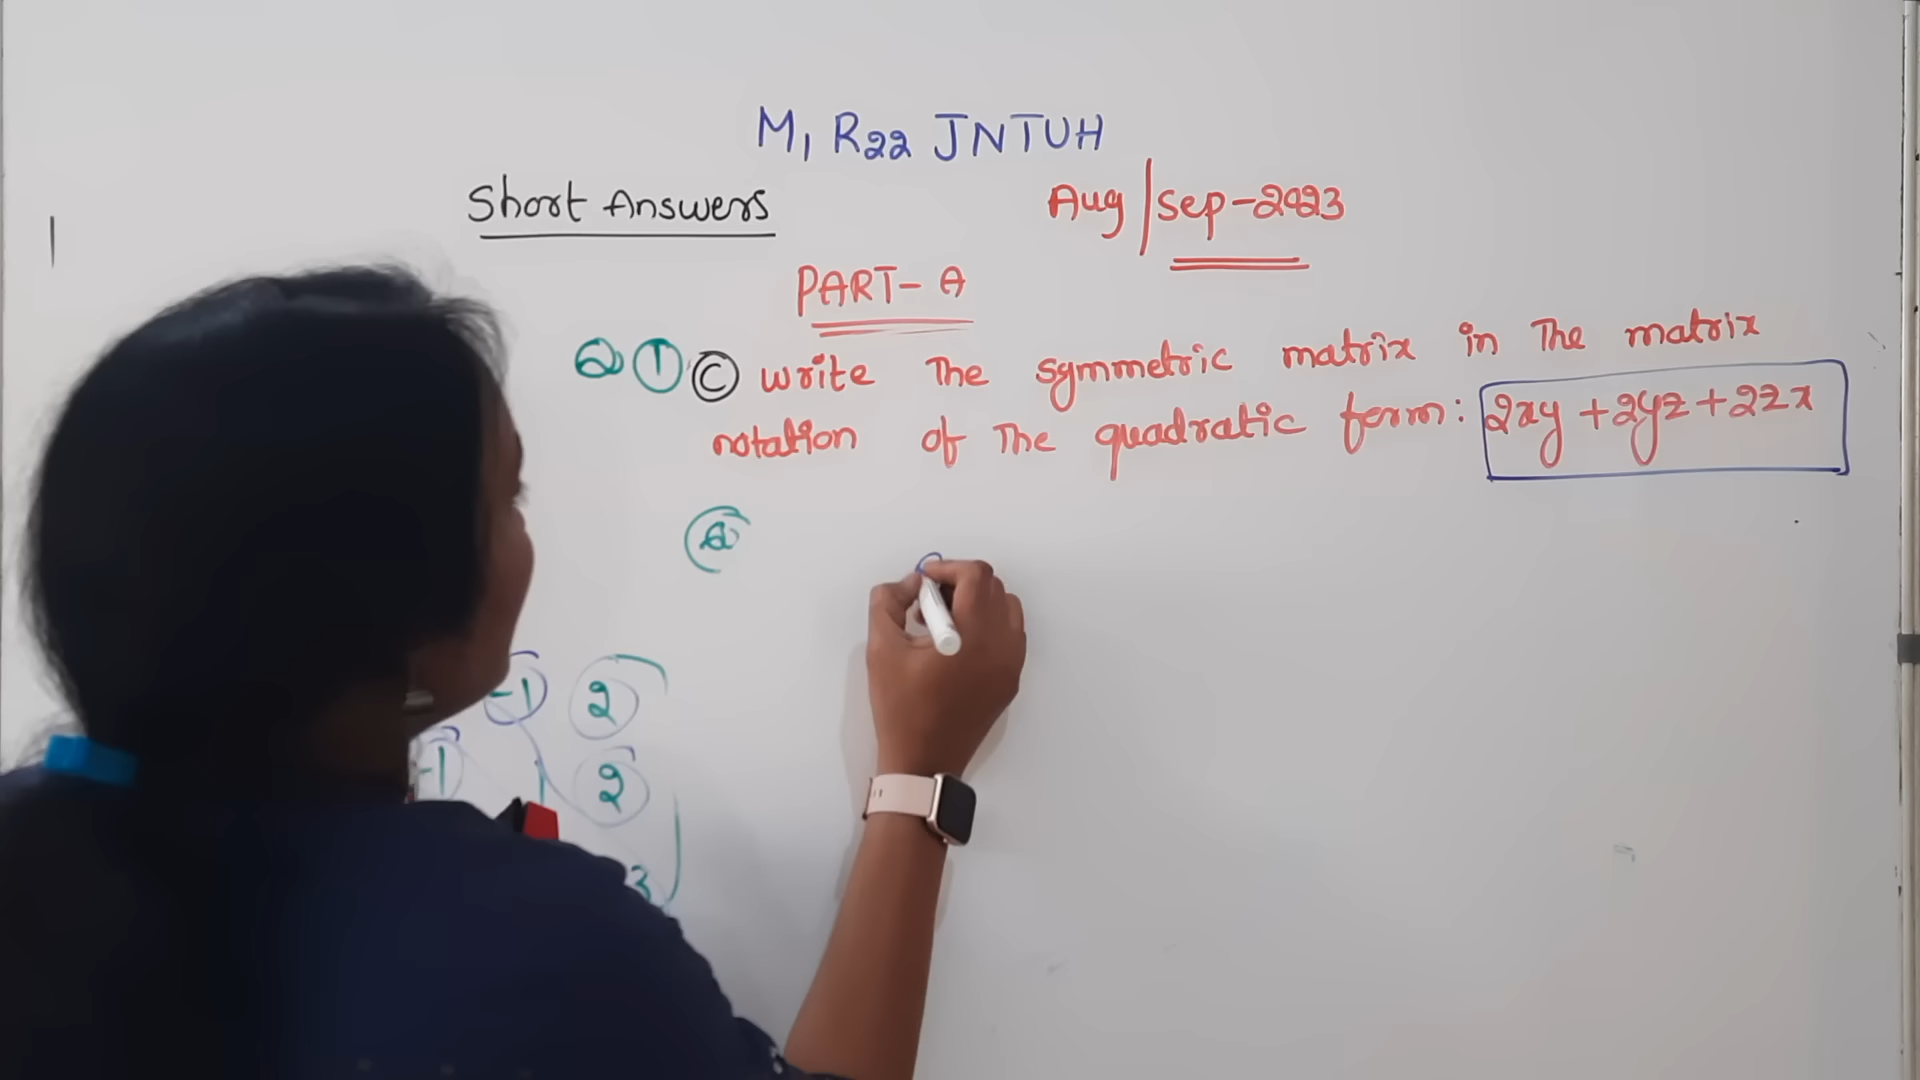 M1 R22 JNTUH
Short Answers
Aug/Sep-2023
PART-A
Q 1 C write The symmetric matrix in The matrix
notation of The quadratic form: 2xy+2yz+2zx
-1 2
-1 2
3